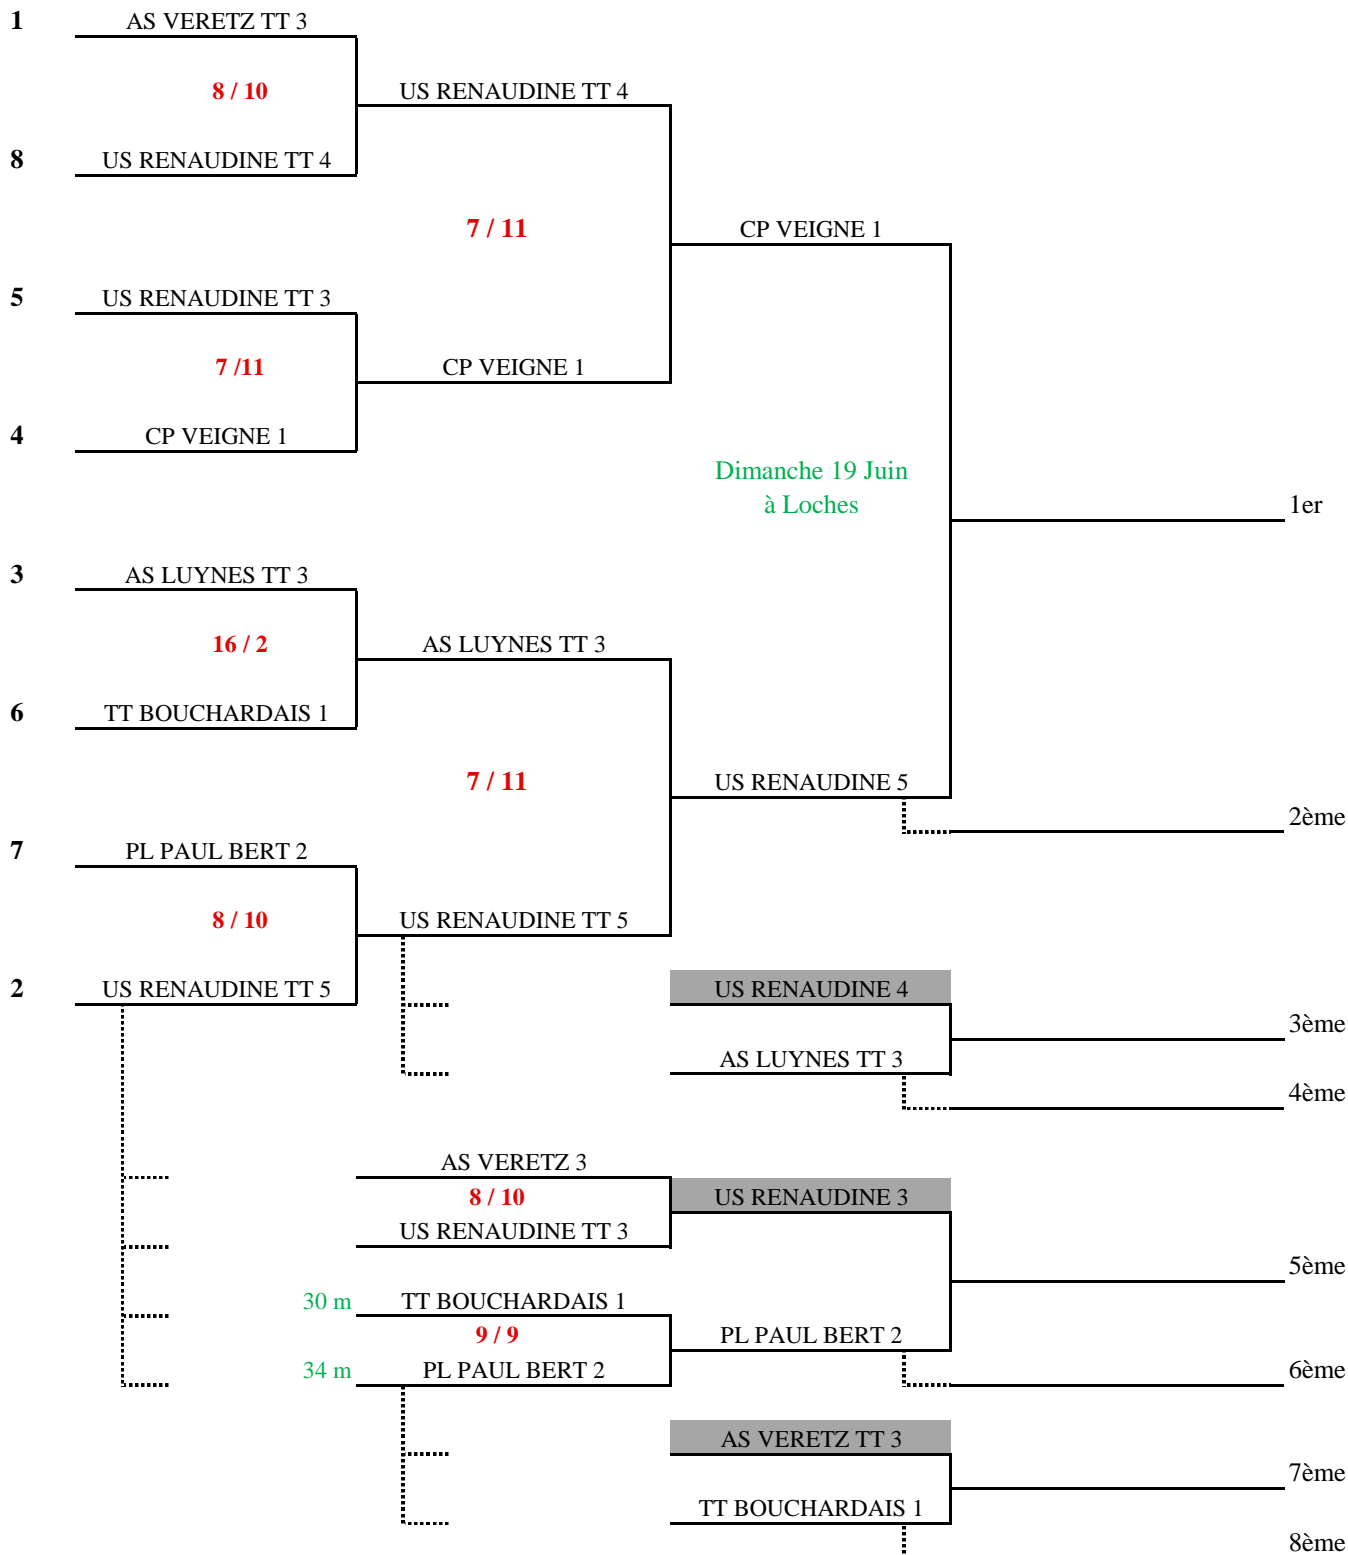 1 AS VERETZ TT 3
8 / 10 US RENAUDINE TT 4
8 US RENAUDINE TT 4
7 / 11 CP VEIGNE 1
5 US RENAUDINE TT 3
7 /11 CP VEIGNE 1
4 CP VEIGNE 1
Dimanche 19 Juin
à Loches 1er
3 AS LUYNES TT 3
16 / 2 AS LUYNES TT 3
6 TT BOUCHARDAIS 1
7 / 11 US RENAUDINE 5
2ème
7 PL PAUL BERT 2
8 / 10 US RENAUDINE TT 5
2 US RENAUDINE TT 5 US RENAUDINE 4
3ème
AS LUYNES TT 3
4ème
AS VERETZ 3
8 / 10 US RENAUDINE 3
US RENAUDINE TT 3
5ème
30 m TT BOUCHARDAIS 1
9 / 9 PL PAUL BERT 2
34 m PL PAUL BERT 2 6ème
AS VERETZ TT 3
7ème
TT BOUCHARDAIS 1
8ème